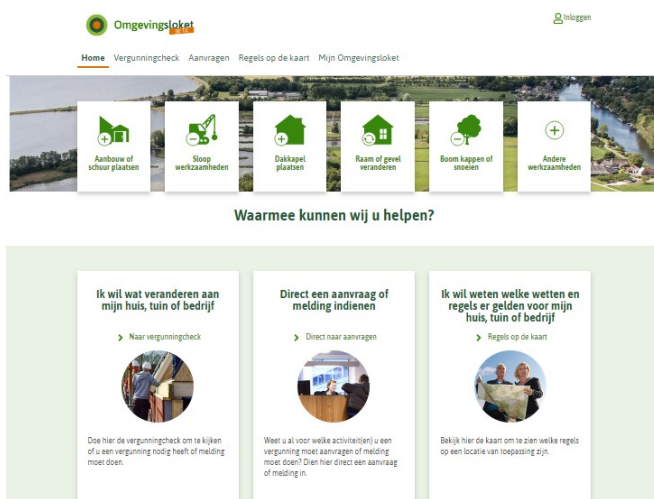 Omgevingsloket
Inloggen
Home Vergunningcheck Aanvragen Regels op de kaart Mijn Omgevingsloket
Aanbouw of
schuur plaatsen
Sloop
werkzaamheden
Dakkapel
plaatsen
Raam of gevel
veranderen
Boom kappen of
snoeien
Andere
werkzaamheden
Waarmee kunnen wij u helpen?
Ik wil wat veranderen aan
mijn huis, tuin of bedrijf
Naar vergunningcheck
Doe hier de vergunningcheck om te kijken
of u een vergunning nodig heeft of melding
moet doen.
Direct een aanvraag of
melding indienen
Direct naar aanvragen
Weet u al voor welke activiteit(en) u een
vergunning moet aanvragen of melding
moet doen? Dien hier direct een aanvraag
of melding in.
Ik wil weten welke wetten en
regels er gelden voor mijn
huis, tuin of bedrijf
Regels op de kaart
Bekijk hier de kaart om te zien welke regels
op een locatie van toepassing zijn.